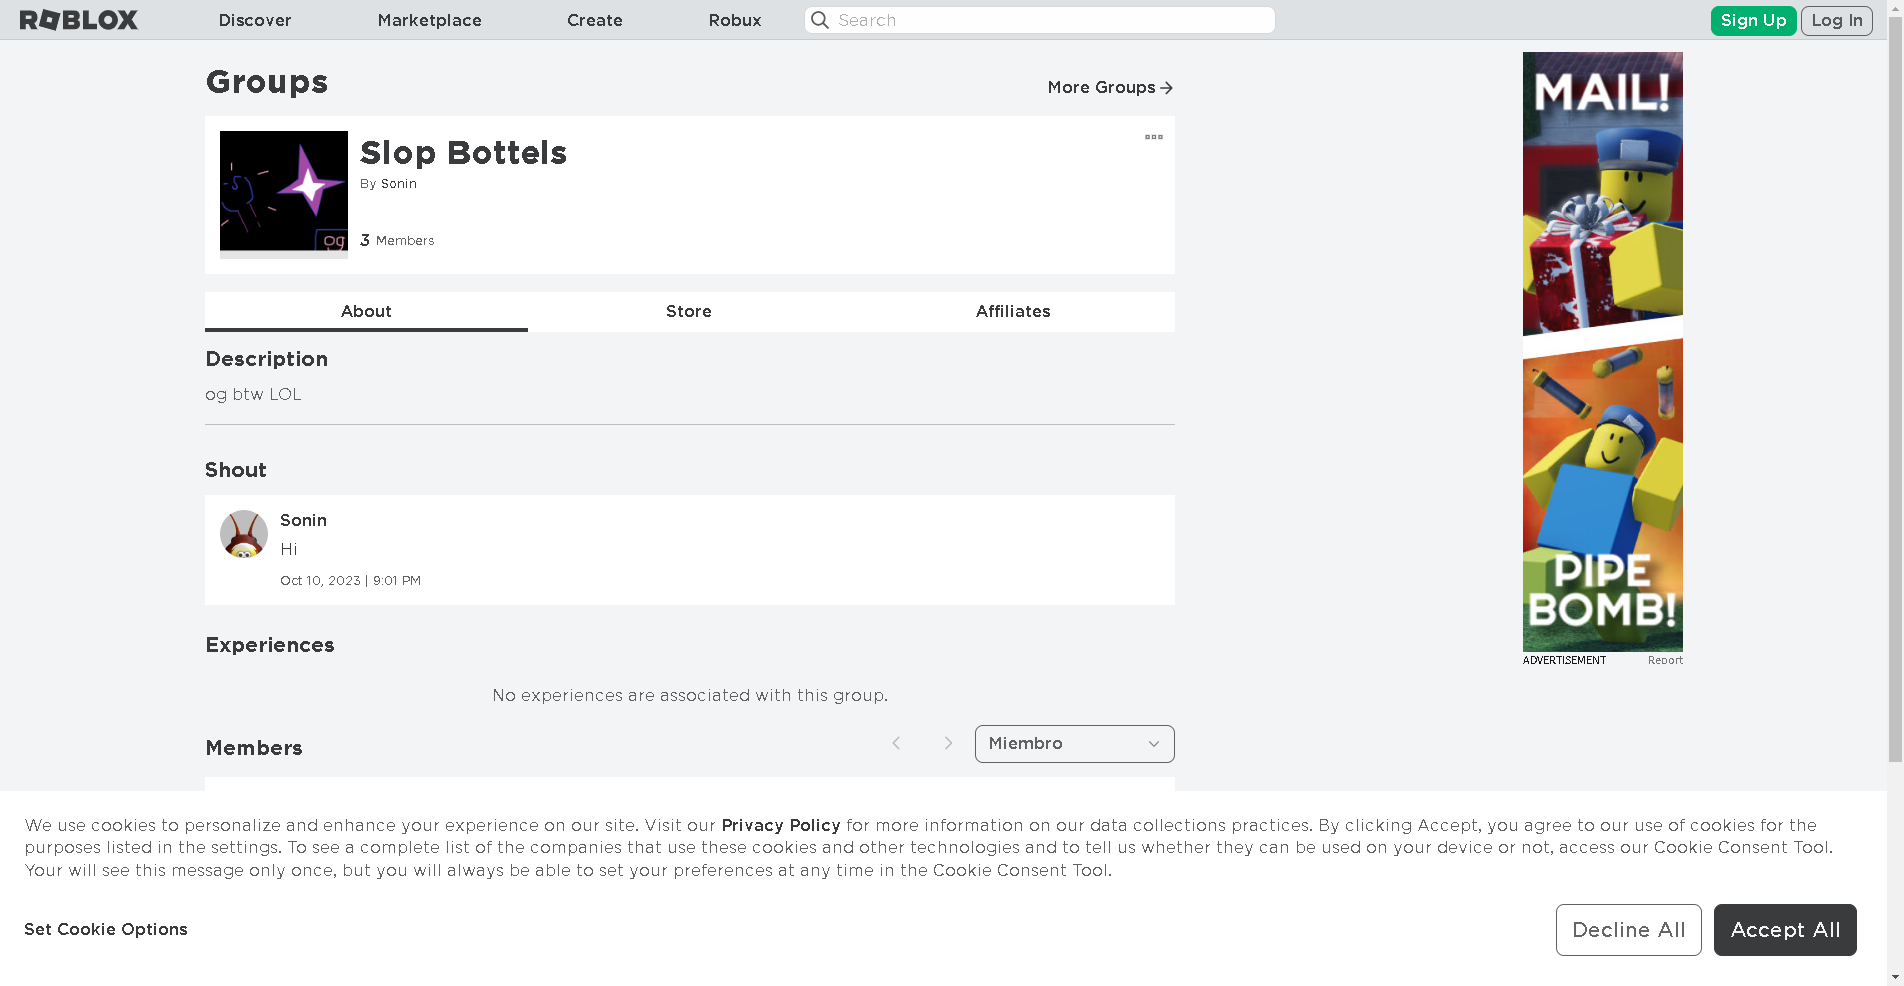 ROBLOX
Discover
Marketplace
Create
Robux
Search
Sign Up
Log In
Groups
More Groups
Slop Bottels
By Sonin
og
3 Members
About
Store
Affiliates
Description
og btw LOL
Shout
Sonin
Hi
Oct 10, 2023 | 9:01 PM
Experiences
No experiences are associated with this group.
Members
Miembro
MAIL!
PIPE
BOMB!
ADVERTISEMENT
Report
We use cookies to personalize and enhance your experience on our site. Visit our Privacy Policy for more information on our data collections practices. By clicking Accept, you agree to our use of cookies for the
purposes listed in the settings. To see a complete list of the companies that use these cookies and other technologies and to tell us whether they can be used on your device or not, access our Cookie Consent Tool.
Your will see this message only once, but you will always be able to set your preferences at any time in the Cookie Consent Tool.
Set Cookie Options
Decline All
Accept All